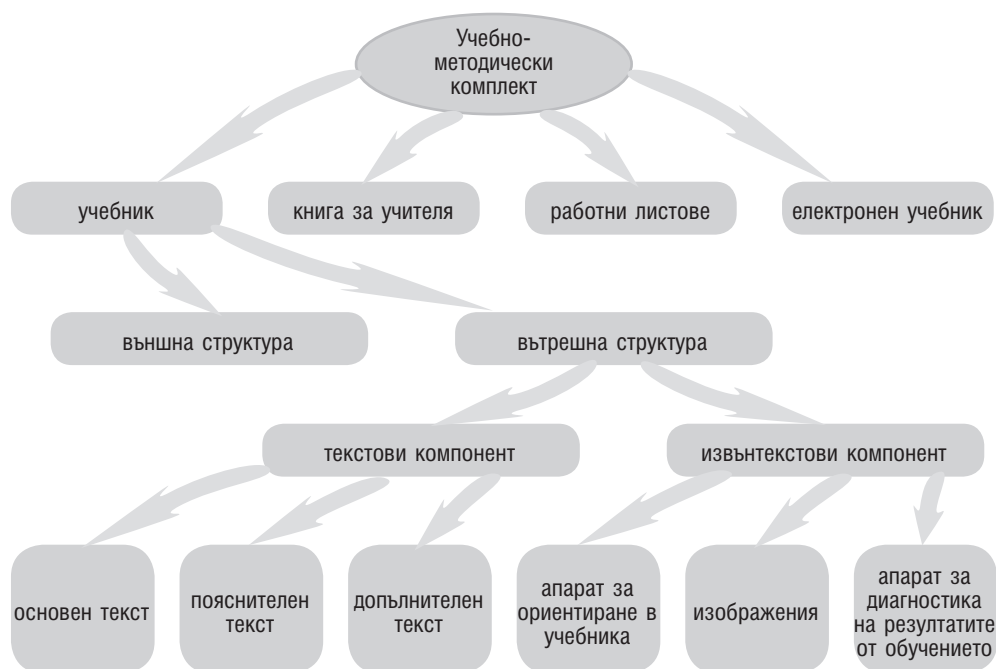 Учебно-
методически
комплект
учебник
книга за учителя
работни листове
електронен учебник
външна структура
вътрешна структура
текстови компонент
извънтекстови компонент
основен текст
пояснителен
текст
допълнителен
текст
апарат за
ориентиране в
учебника
изображения
апарат за
диагностика
на резултатите
от обучението